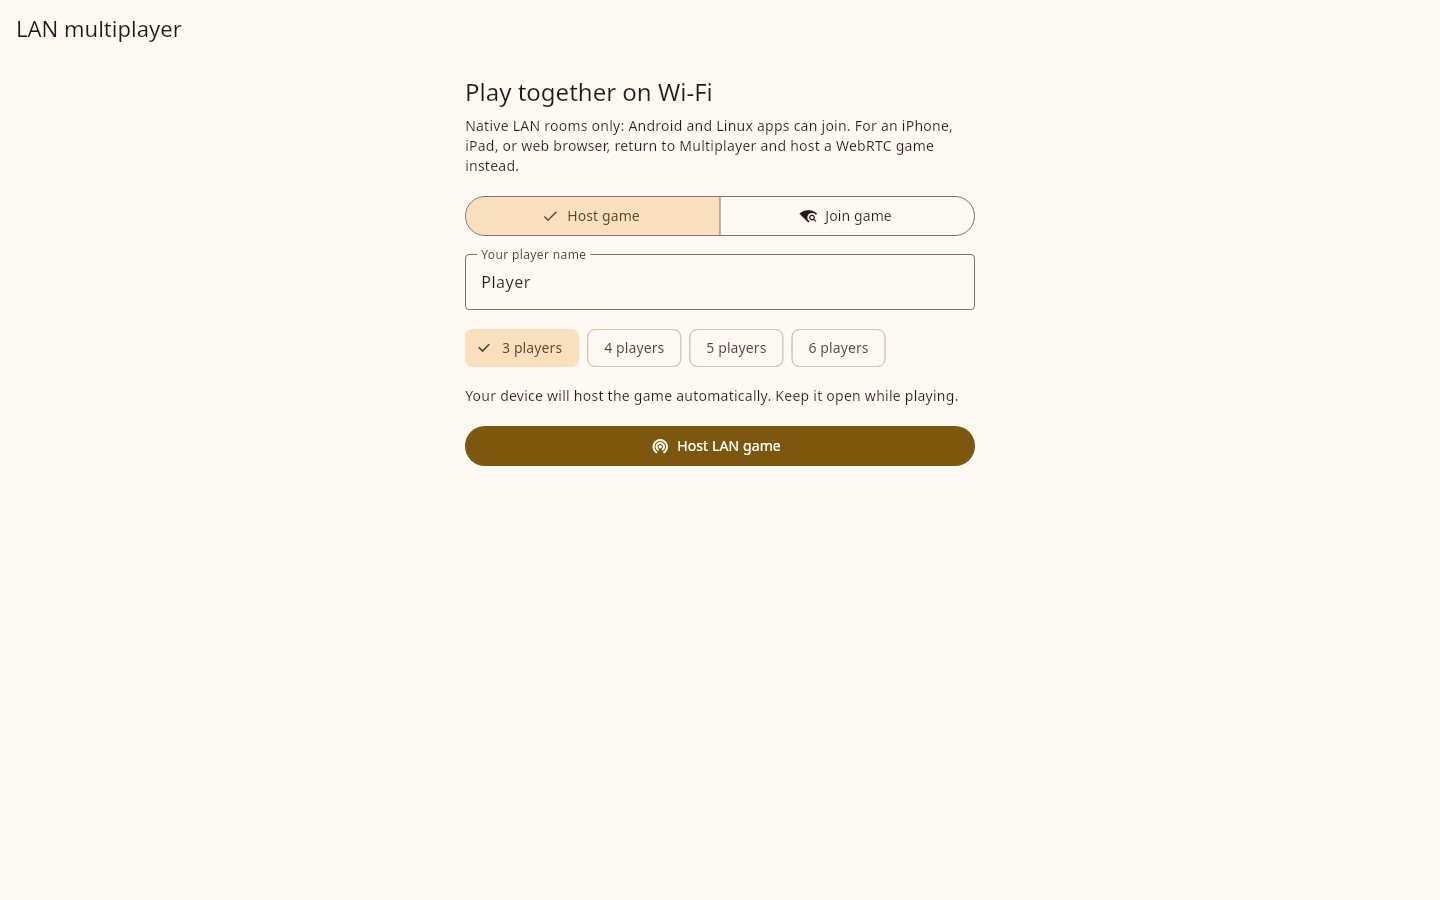 LAN multiplayer
Play together on Wi-Fi
Native LAN rooms only: Android and Linux apps can join. For an iPhone,
iPad, or web browser, return to Multiplayer and host a WebRTC game
instead.
Host game
Join game
Your player name
Player
3 players
4 players
5 players
6 players
Your device will host the game automatically. Keep it open while playing.
Host LAN game